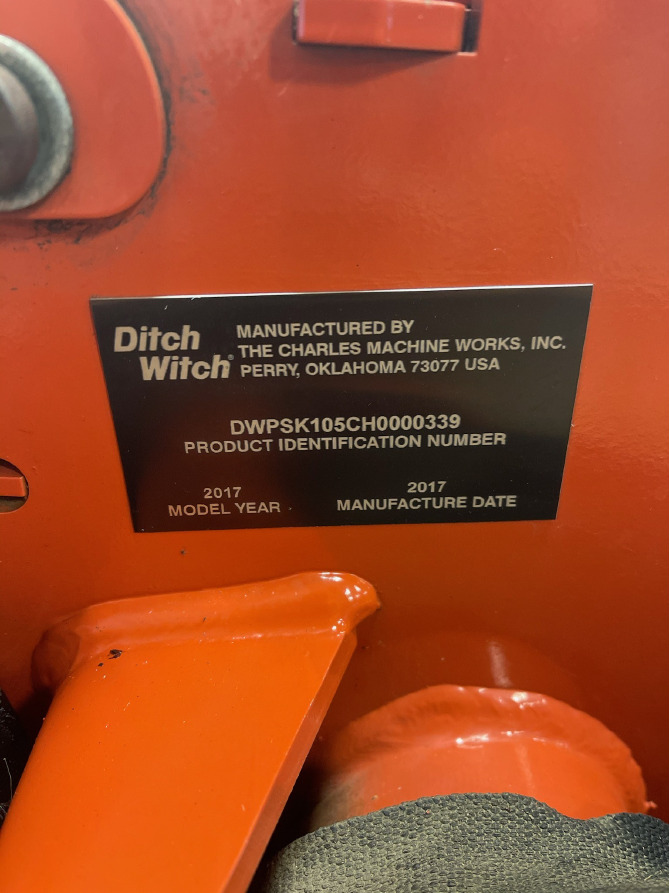 Ditch
Witch®
MANUFACTURED BY
THE CHARLES MACHINE WORKS, INC.
PERRY, OKLAHOMA 73077 USA
DWPSK105CH0000339
PRODUCT IDENTIFICATION NUMBER
2017
MODEL YEAR
2017
MANUFACTURE DATE